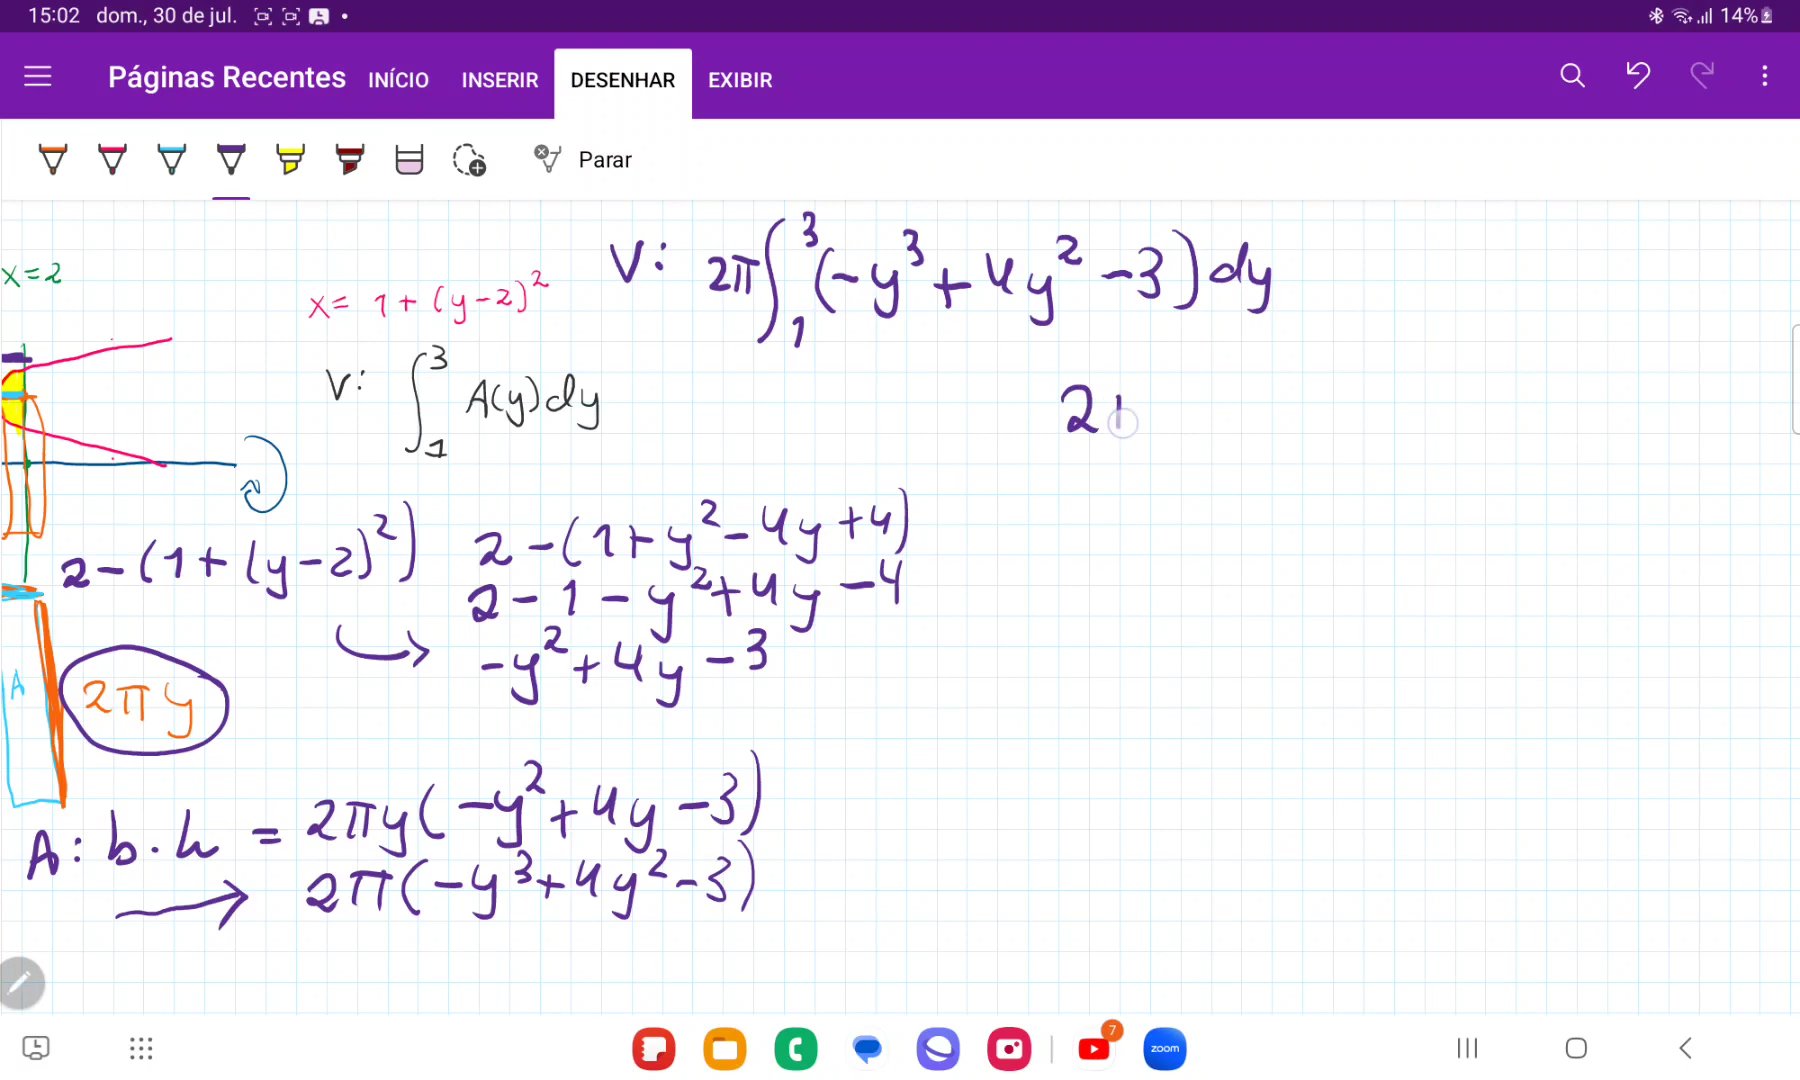 15:02 dom., 30 de jul. 14%
Páginas Recentes INÍCIO INSERIR DESENHAR EXIBIR
Parar
x=2
x= 1+(y-2)²
V: ∫₁³ A(y)dy
V: 2π∫₁³(-y³+4y²-3)dy
2
2-(1+(y-2)²)
2-(1+y²-4y+4)
2-1-y²+4y-4
-y²+4y-3
A
2πy
A: b.h = 2πy(-y²+4y-3)
2π(-y³+4y²-3)
7
zoom